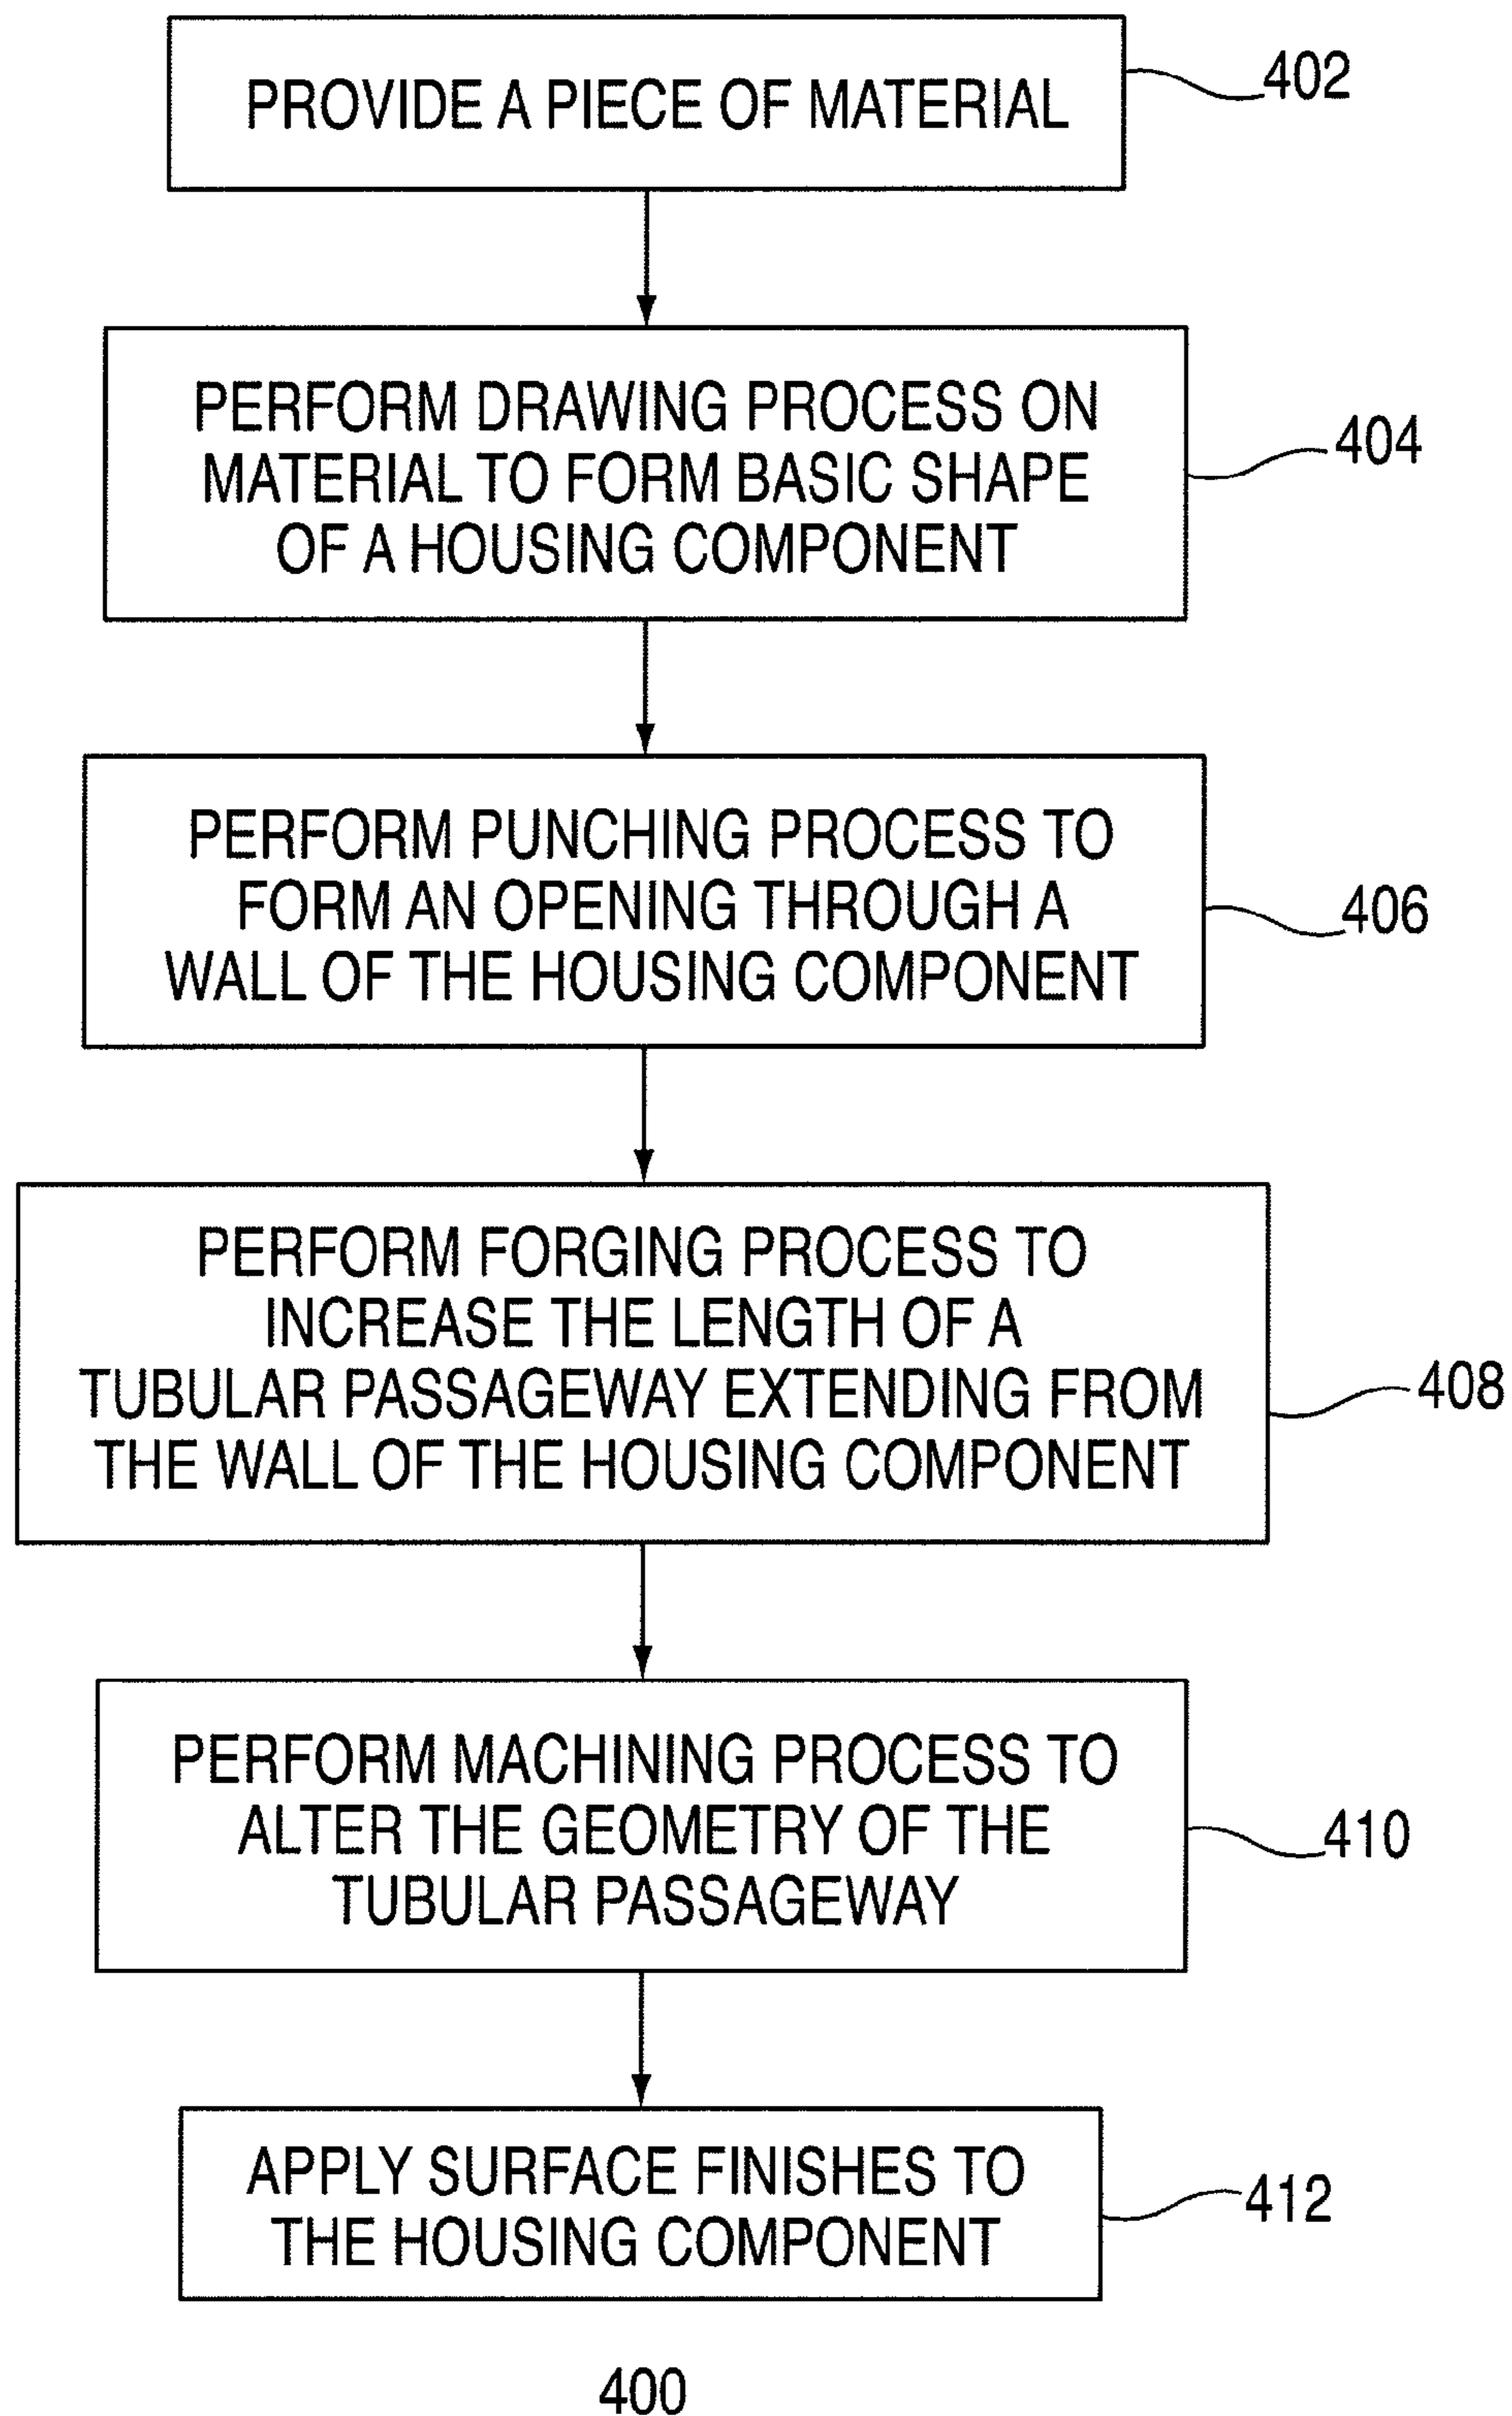 PROVIDE A PIECE OF MATERIAL
402
PERFORM DRAWING PROCESS ON
MATERIAL TO FORM BASIC SHAPE
OF A HOUSING COMPONENT
404
PERFORM PUNCHING PROCESS TO
FORM AN OPENING THROUGH A
WALL OF THE HOUSING COMPONENT
406
PERFORM FORGING PROCESS TO
INCREASE THE LENGTH OF A
TUBULAR PASSAGEWAY EXTENDING FROM
THE WALL OF THE HOUSING COMPONENT
408
PERFORM MACHINING PROCESS TO
ALTER THE GEOMETRY OF THE
TUBULAR PASSAGEWAY
410
APPLY SURFACE FINISHES TO
THE HOUSING COMPONENT
412
400